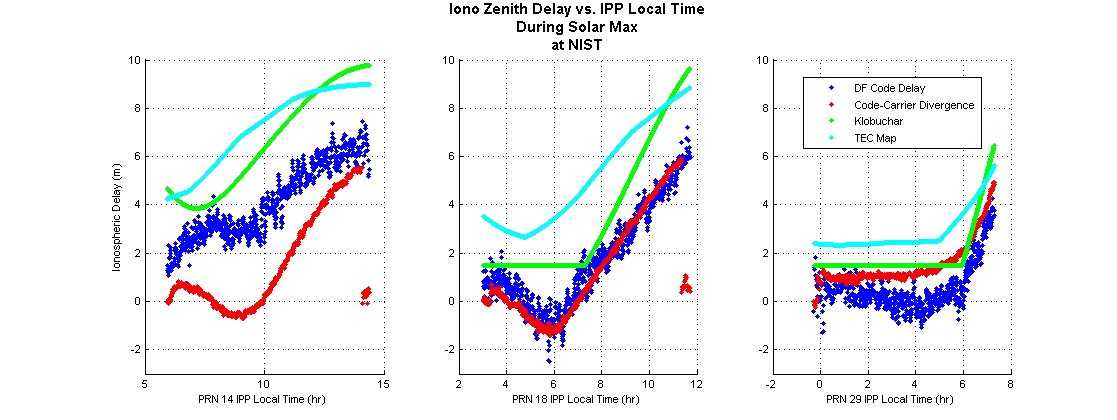 Iono Zenith Delay vs. IPP Local Time
During Solar Max
at NIST
Ionospheric Delay (m)
10
8
6
4
2
0
-2
5 10 15
PRN 14 IPP Local Time (hr)
10
8
6
4
2
0
-2
2 4 6 8 10 12
PRN 18 IPP Local Time (hr)
10
8
6
4
2
0
-2
DF Code Delay
Code-Carrier Divergence
Klobuchar
TEC Map
-2 0 2 4 6 8
PRN 29 IPP Local Time (hr)